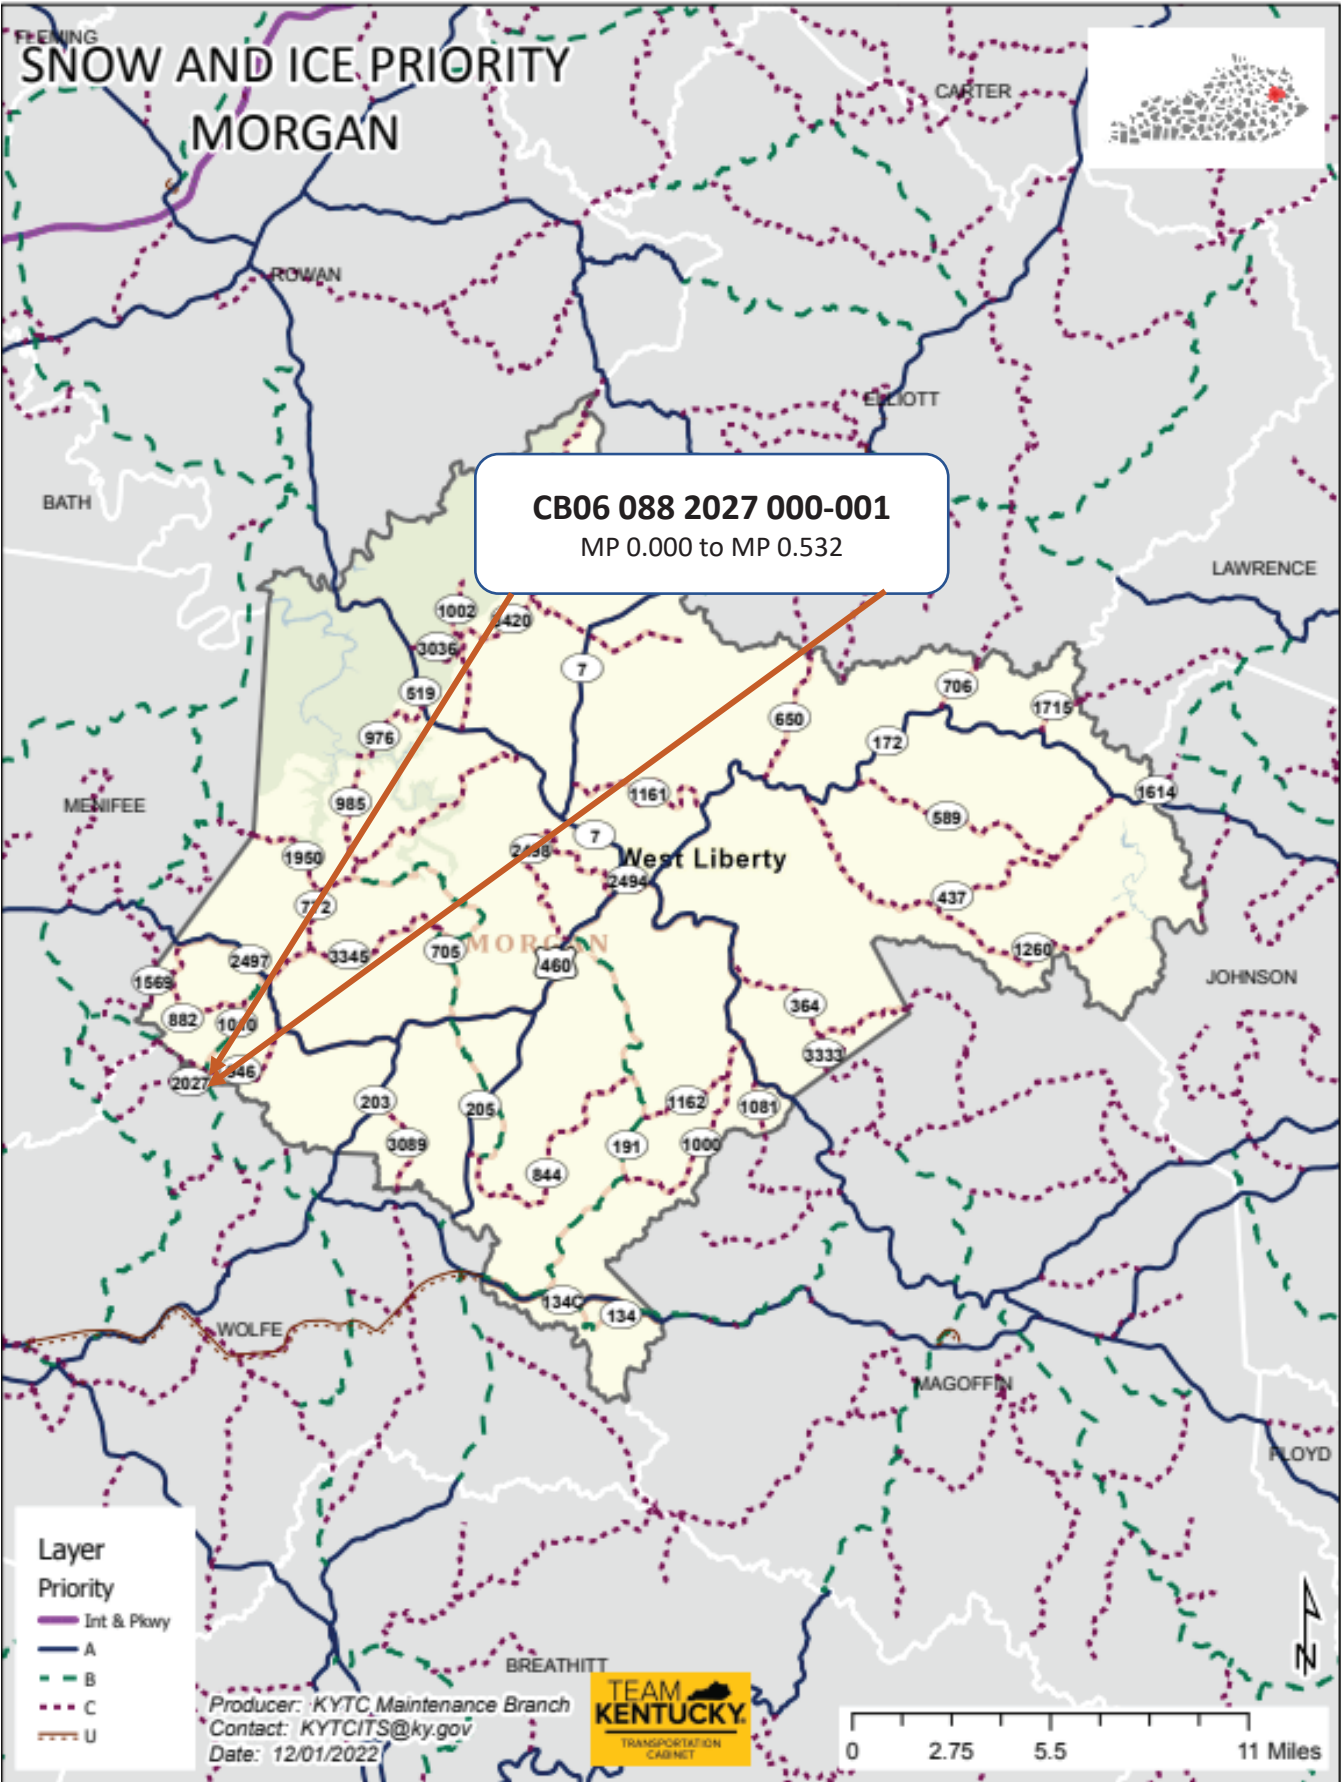 FLEMING
SNOW AND ICE PRIORITY
MORGAN
CARTER
ROWAN
ELLIOTT
BATH
CB06 088 2027 000-001
MP 0.000 to MP 0.532
LAWRENCE
1002
3036
7
519
706
1715
650
976
172
MENIFEE
985
1161
1614
589
7
1950
West Liberty
2494
772
437
MORGAN
705
3345
460
2497
1260
1569
JOHNSON
364
882
1010
3333
2027
946
203
205
1162
1081
3089
191
1000
844
134C
134
WOLFE
MAGOFFIN
FLOYD
Layer
Priority
Int & Pkwy
A
B
C
U
BREATHITT
Producer: KYTC Maintenance Branch
Contact: KYTCITS@ky.gov
Date: 12/01/2022
TEAM
KENTUCKY
TRANSPORTATION
CABINET
N
0 2.75 5.5 11 Miles